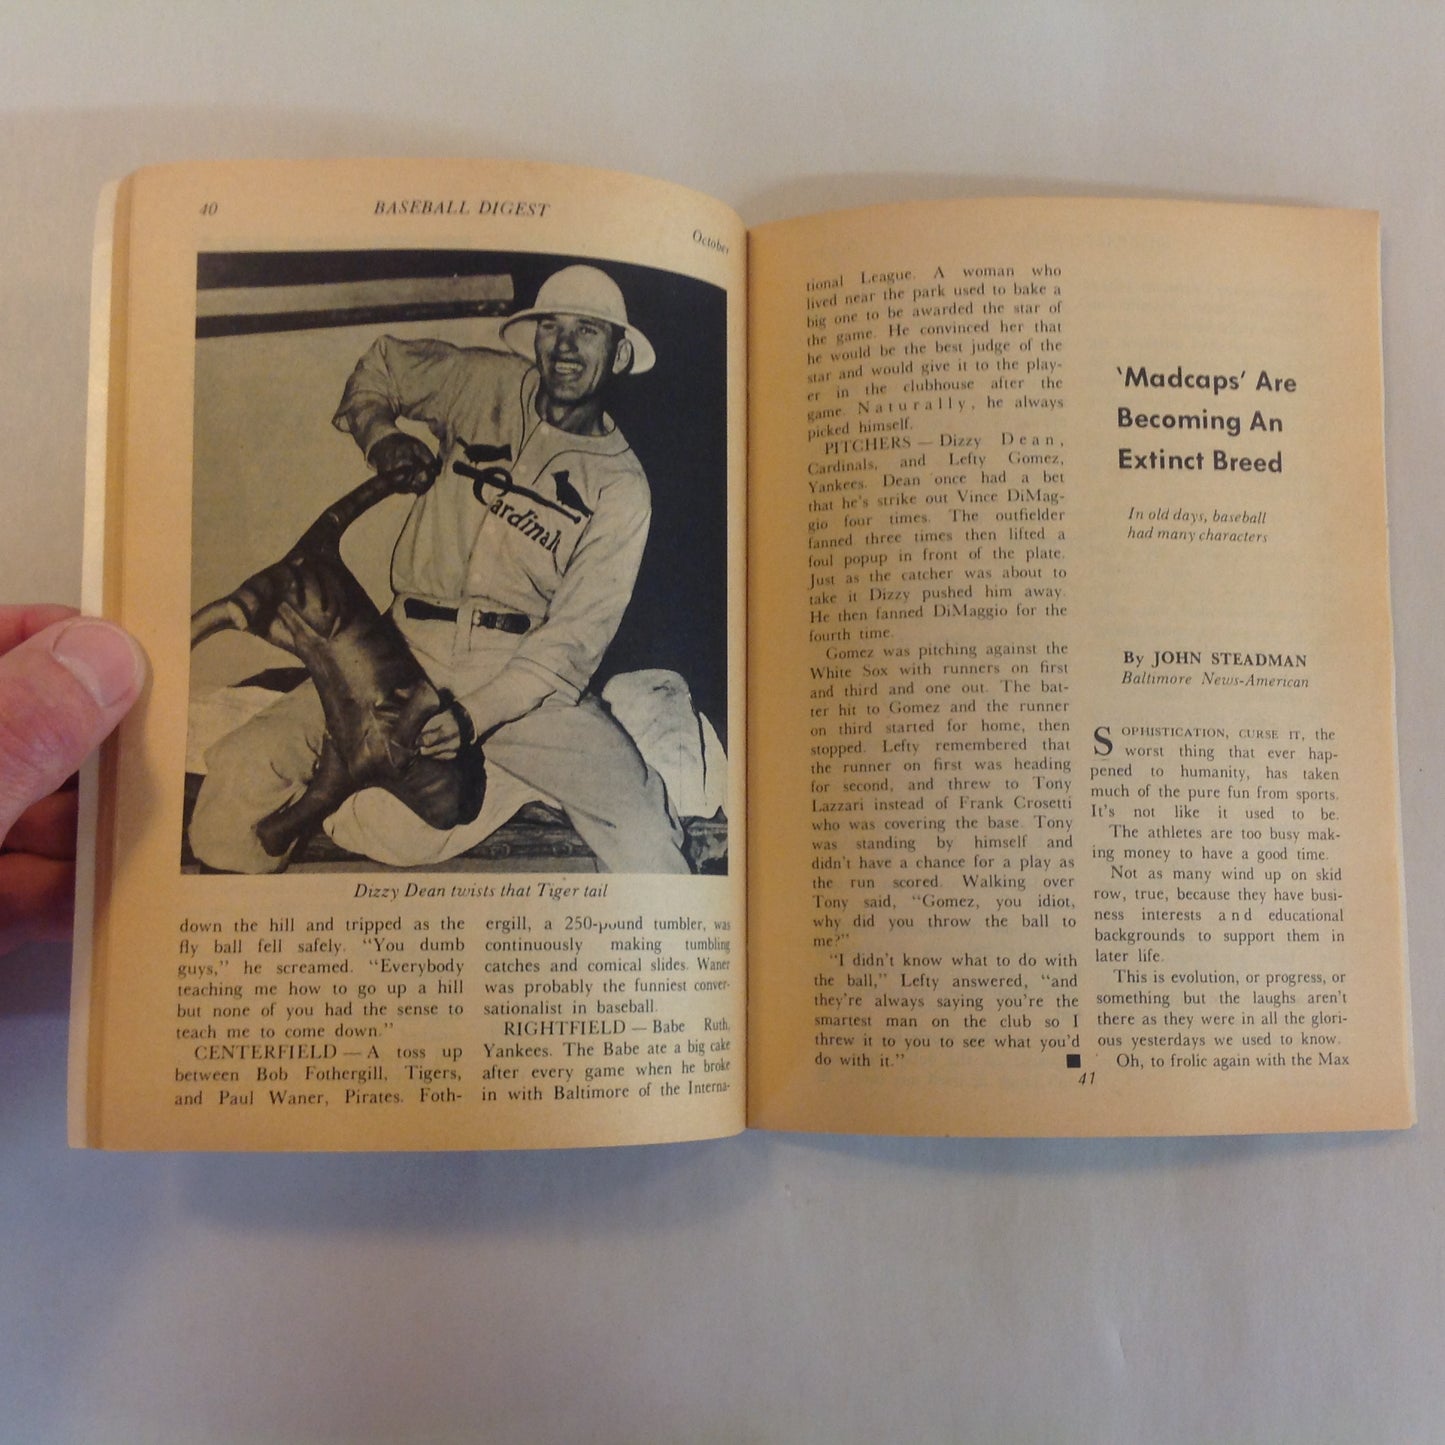 40
BASEBALL DIGEST
October
Cardinals
Dizzy Dean twists that Tiger tail
down the hill and tripped as the
fly ball fell safely. “You dumb
guys,” he screamed. “Everybody
teaching me how to go up a hill
but none of you had the sense to
teach me to come down.”
CENTERFIELD — A toss up
between Bob Fothergill, Tigers,
and Paul Waner, Pirates. Foth-
ergill, a 250-pound tumbler, was
continuously making tumbling
catches and comical slides. Waner
was probably the funniest conver-
sationalist in baseball.
RIGHTFIELD — Babe Ruth,
Yankees. The Babe ate a big cake
after every game when he broke
in with Baltimore of the Interna-
tional League. A woman who
lived near the park used to bake a
big one to be awarded the star of
the game. He convinced her that
he would be the best judge of the
star and would give it to the play-
er in the clubhouse after the
game. Naturally, he always
picked himself.
PITCHERS — Dizzy Dean,
Cardinals, and Lefty Gomez,
Yankees. Dean once had a bet
that he's strike out Vince DiMag-
gio four times. The outfielder
fanned three times then lifted a
foul popup in front of the plate.
Just as the catcher was about to
take it Dizzy pushed him away.
He then fanned DiMaggio for the
fourth time.
Gomez was pitching against the
White Sox with runners on first
and third and one out. The bat-
ter hit to Gomez and the runner
on third started for home, then
stopped. Lefty remembered that
the runner on first was heading
for second, and threw to Tony
Lazzari instead of Frank Crosetti
who was covering the base. Tony
was standing by himself and
didn't have a chance for a play as
the run scored. Walking over
Tony said, “Gomez, you idiot,
why did you throw the ball to
me?”
“I didn't know what to do with
the ball,” Lefty answered, “and
they're always saying you're the
smartest man on the club so I
threw it to you to see what you'd
do with it.” ■
‘Madcaps’ Are
Becoming An
Extinct Breed
In old days, baseball
had many characters
By JOHN STEADMAN
Baltimore News-American
SOPHISTICATION, CURSE IT, the
worst thing that ever hap-
pened to humanity, has taken
much of the pure fun from sports.
It's not like it used to be.
The athletes are too busy mak-
ing money to have a good time.
Not as many wind up on skid
row, true, because they have busi-
ness interests and educational
backgrounds to support them in
later life.
This is evolution, or progress, or
something but the laughs aren't
there as they were in all the glori-
ous yesterdays we used to know.
Oh, to frolic again with the Max
41